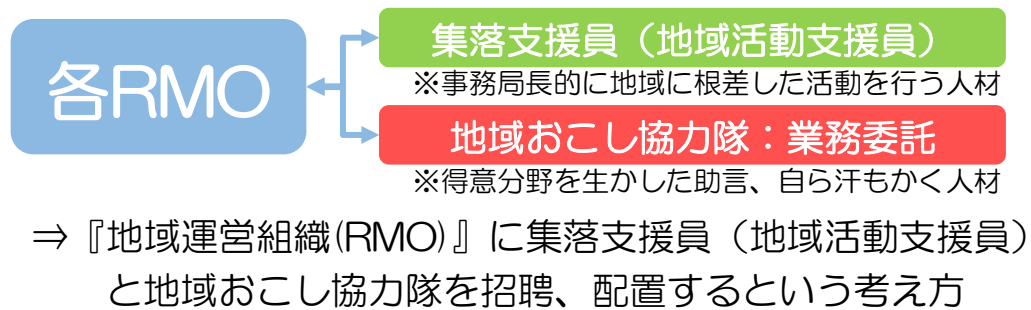 各RMO
集落支援員（地域活動支援員）
※事務局長的に地域に根差した活動を行う人材
地域おこし協力隊：業務委託
※得意分野を生かした助言、自ら汗もかく人材
⇒『地域運営組織(RMO)』に集落支援員（地域活動支援員）
と地域おこし協力隊を招聘、配置するという考え方